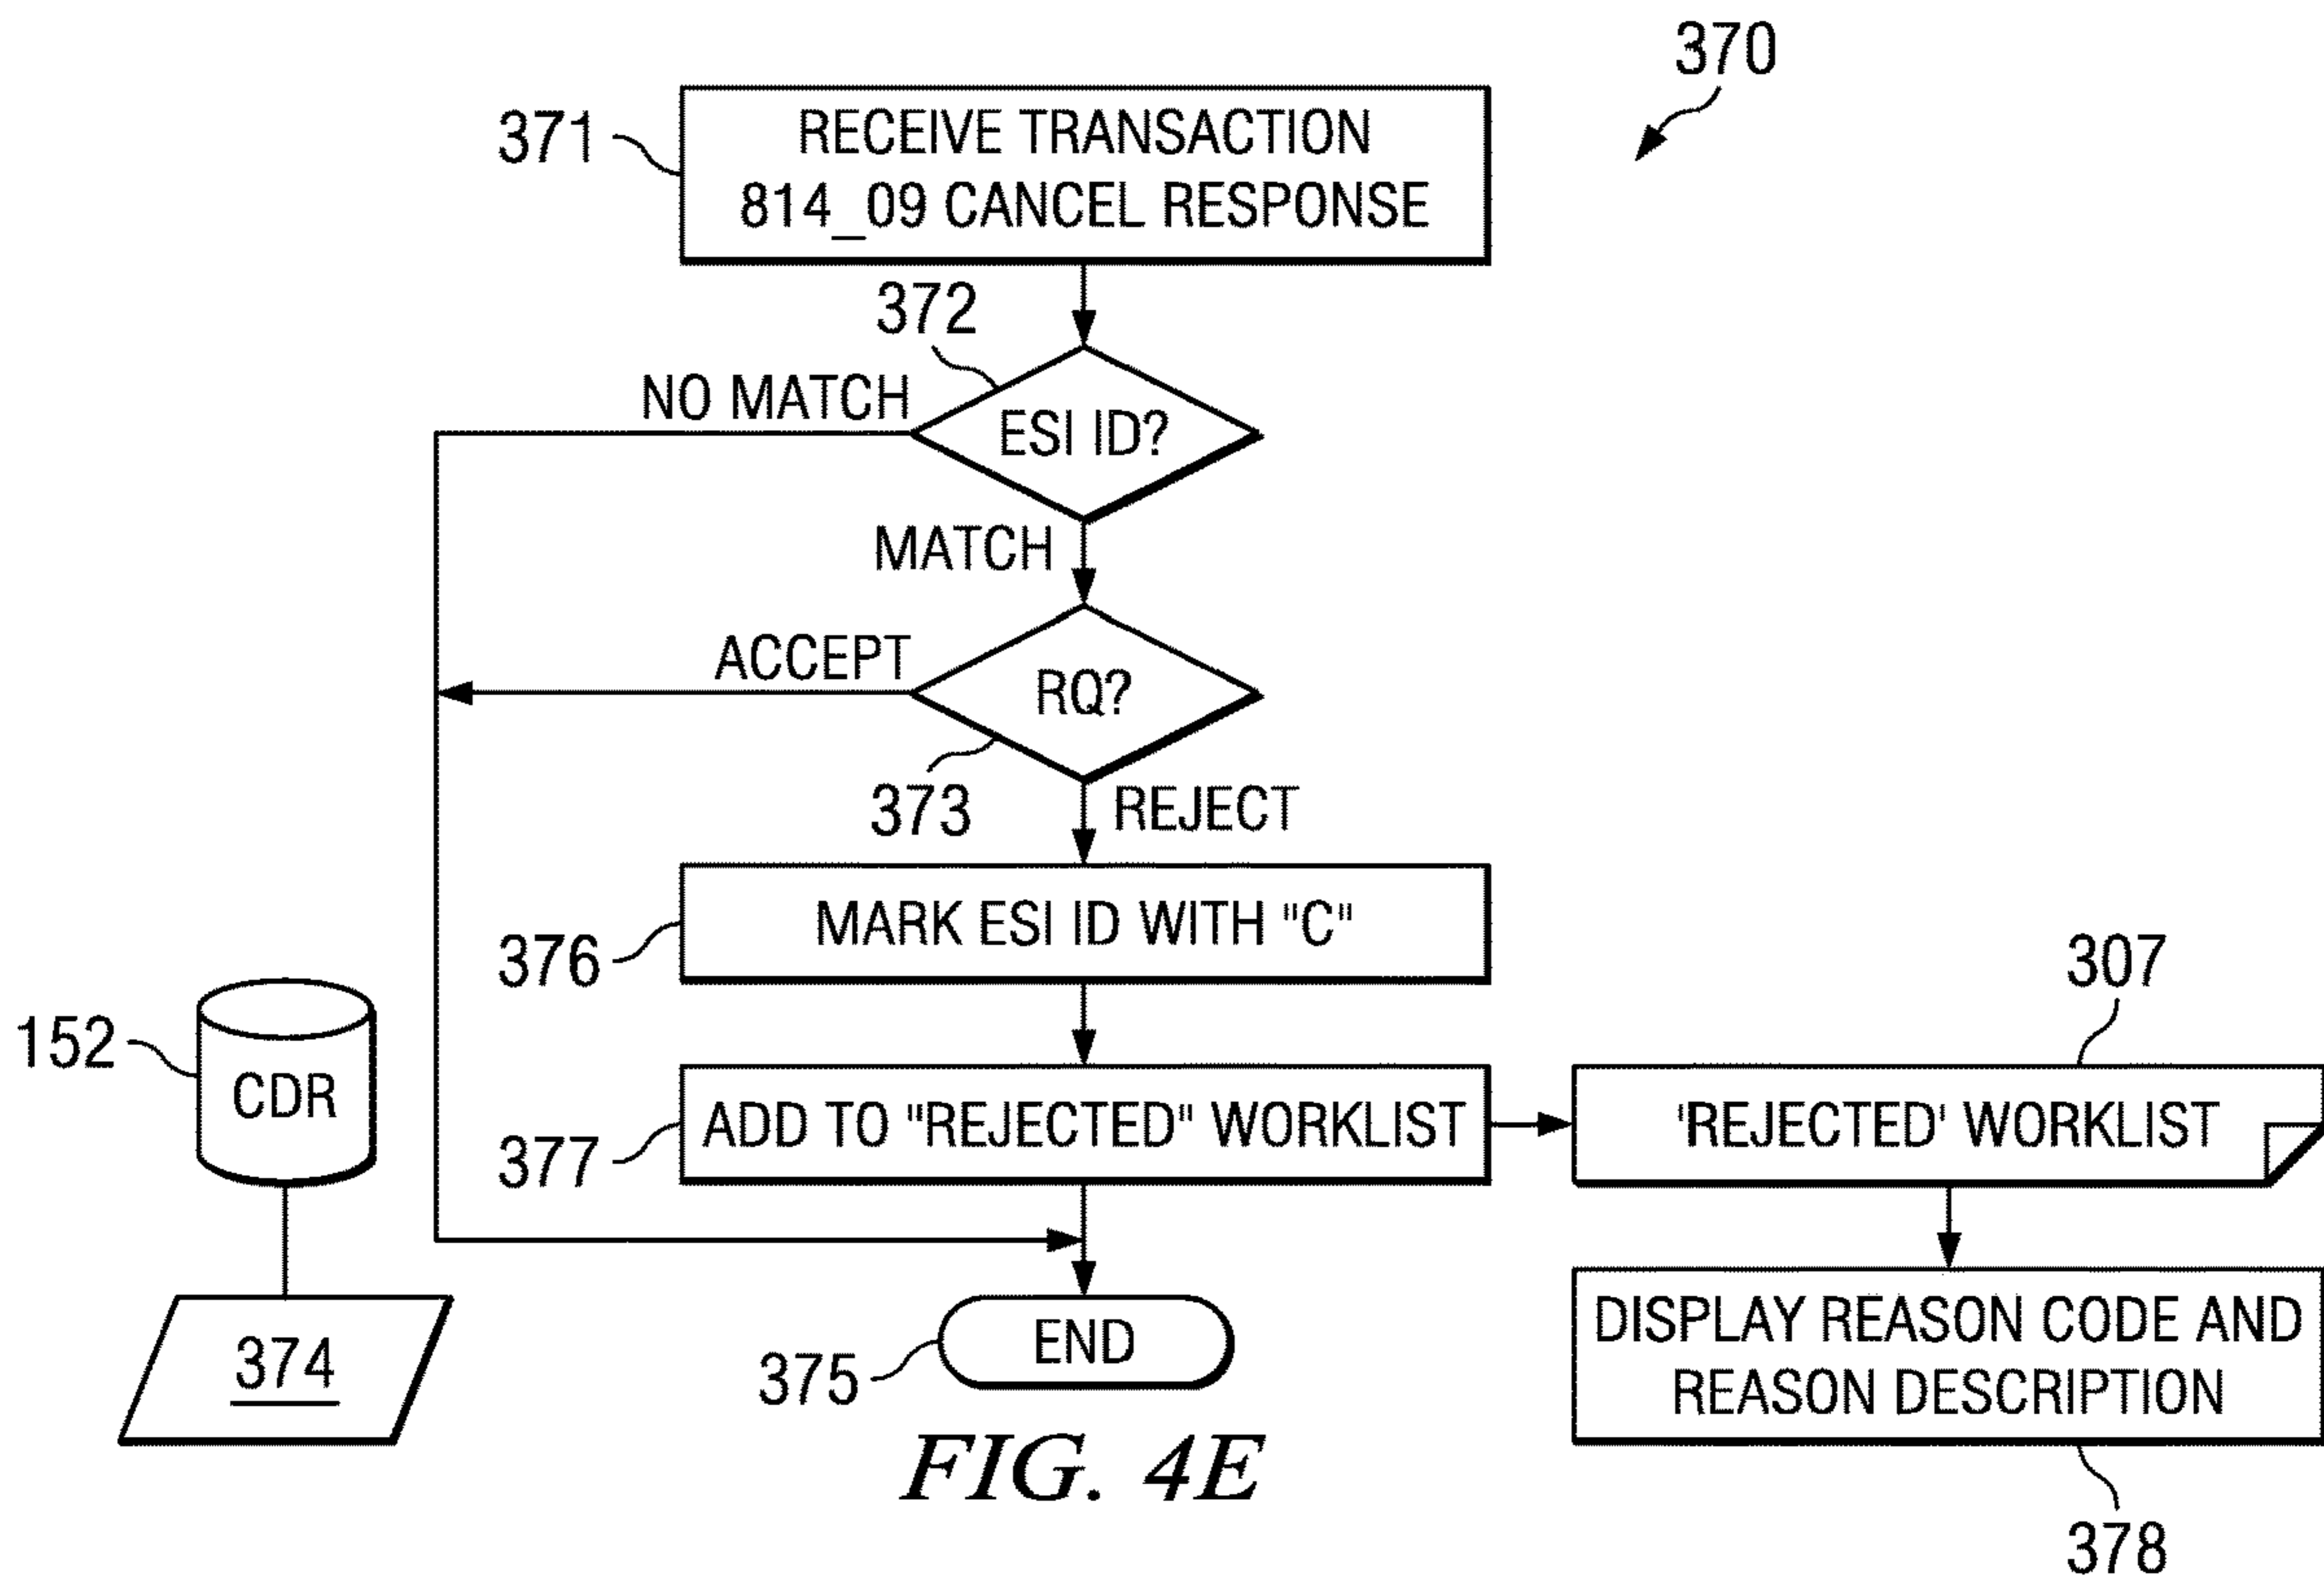 370
371
RECEIVE TRANSACTION
814_09 CANCEL RESPONSE
372
NO MATCH
ESI ID?
MATCH
ACCEPT
RQ?
373
REJECT
MARK ESI ID WITH "C"
376
307
152
CDR
ADD TO "REJECTED" WORKLIST
'REJECTED' WORKLIST
377
374
END
375
DISPLAY REASON CODE AND
REASON DESCRIPTION
FIG. 4E
378